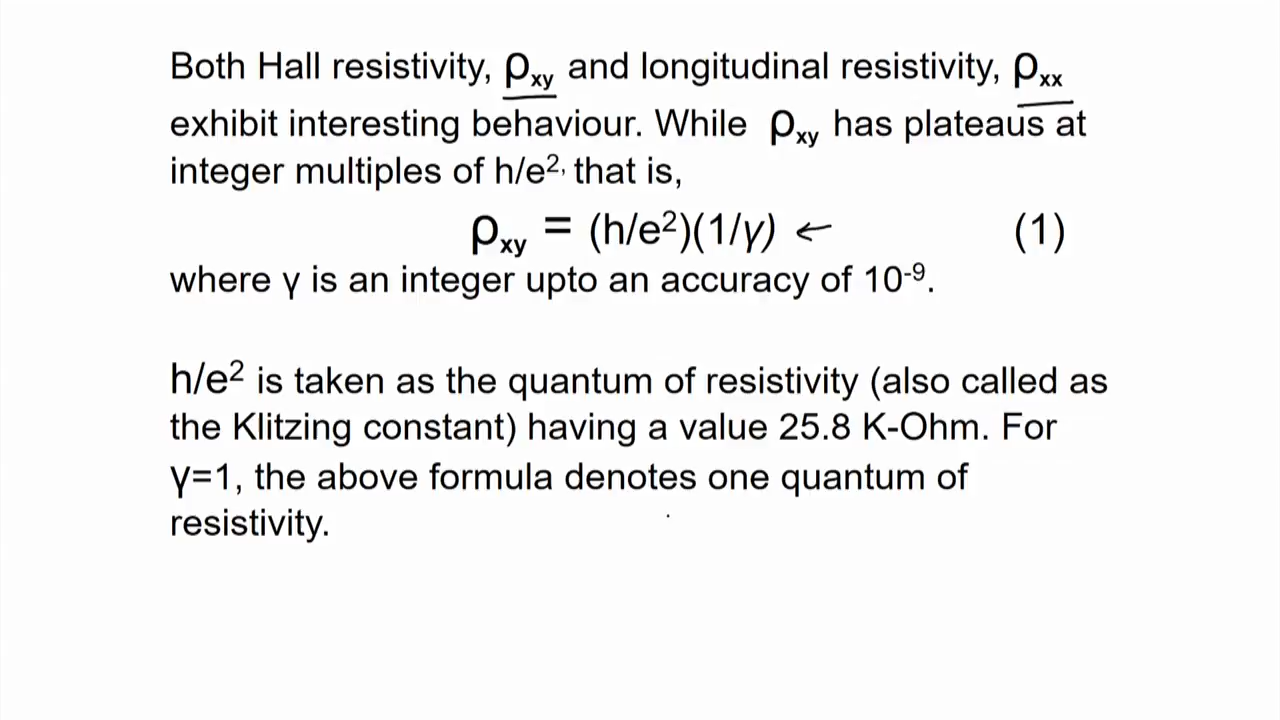 Both Hall resistivity, ρxy and longitudinal resistivity, ρxx
exhibit interesting behaviour. While ρxy has plateaus at
integer multiples of h/e², that is,
ρxy = (h/e²)(1/γ) ← (1)
where γ is an integer upto an accuracy of 10⁻⁹.
h/e² is taken as the quantum of resistivity (also called as
the Klitzing constant) having a value 25.8 K-Ohm. For
γ=1, the above formula denotes one quantum of
resistivity.